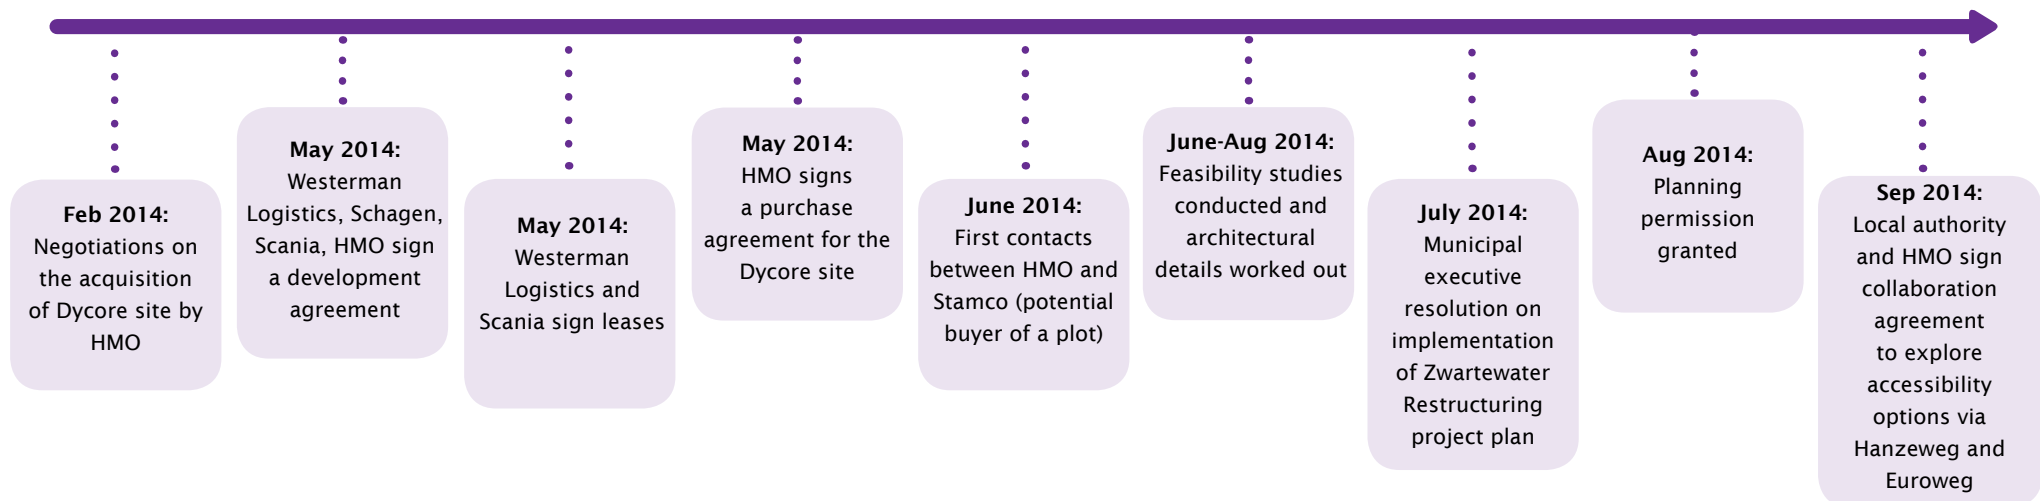 Feb 2014:
Negotiations on
the acquisition
of Dycore site by
HMO
May 2014:
Westerman
Logistics, Schagen,
Scania, HMO sign
a development
agreement
May 2014:
Westerman
Logistics and
Scania sign leases
May 2014:
HMO signs
a purchase
agreement for the
Dycore site
June 2014:
First contacts
between HMO and
Stamco (potential
buyer of a plot)
June-Aug 2014:
Feasibility studies
conducted and
architectural
details worked out
July 2014:
Municipal
executive
resolution on
implementation
of Zwartewater
Restructuring
project plan
Aug 2014:
Planning
permission
granted
Sep 2014:
Local authority
and HMO sign
collaboration
agreement
to explore
accessibility
options via
Hanzeweg and
Euroweg